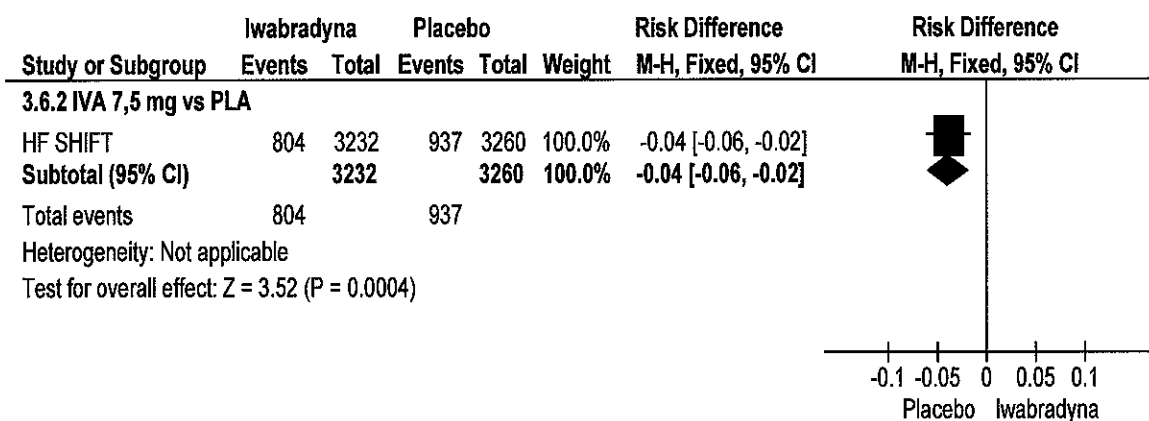 Iwabradyna Placebo Risk Difference Risk Difference
Study or Subgroup Events Total Events Total Weight M-H, Fixed, 95% CI M-H, Fixed, 95% CI
3.6.2 IVA 7,5 mg vs PLA
HF SHIFT 804 3232 937 3260 100.0% -0.04 [-0.06, -0.02]
Subtotal (95% CI) 3232 3260 100.0% -0.04 [-0.06, -0.02]
Total events 804 937
Heterogeneity: Not applicable
Test for overall effect: Z = 3.52 (P = 0.0004)
-0.1 -0.05 0 0.05 0.1
Placebo Iwabradyna